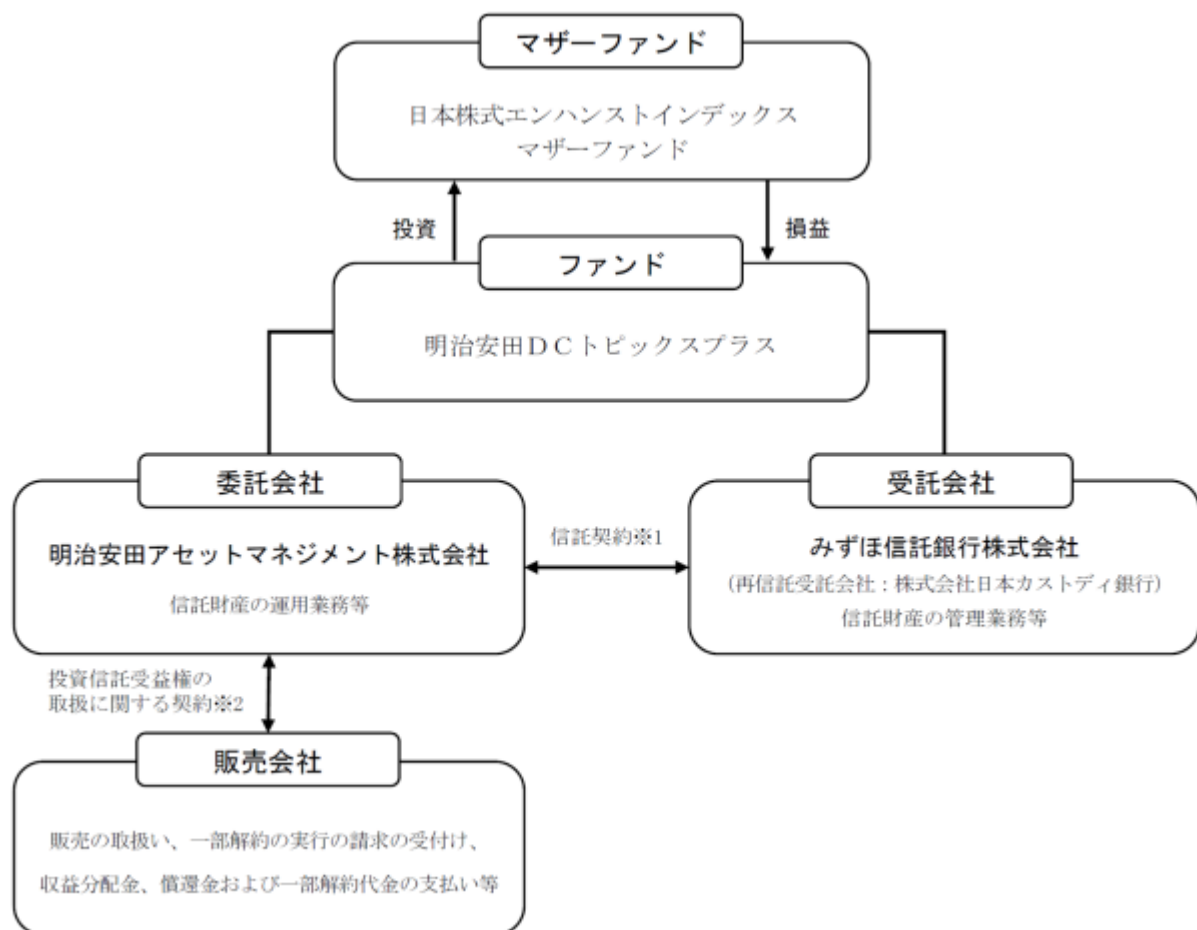 マザーファンド
日本株式エンハンストインデックス
マザーファンド
投資
損益
ファンド
明治安田DCトピックスプラス
委託会社
明治安田アセットマネジメント株式会社
信託財産の運用業務等
信託契約※1
受託会社
みずほ信託銀行株式会社
(再信託受託会社:株式会社日本カストディ銀行)
信託財産の管理業務等
投資信託受益権の
取扱に関する契約※2
販売会社
販売の取扱い、一部解約の実行の請求の受付け、
収益分配金、償還金および一部解約代金の支払い等